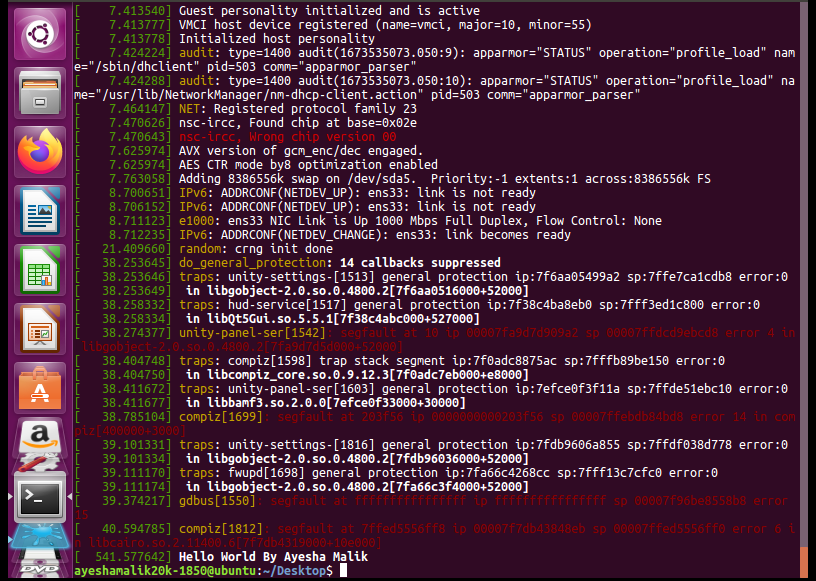 [    7.413540] Guest personality initialized and is active
[    7.413777] VMCI host device registered (name=vmci, major=10, minor=55)
[    7.413778] Initialized host personality
[    7.424224] audit: type=1400 audit(1673535073.050:9): apparmor="STATUS" operation="profile_load" nam
e="/sbin/dhclient" pid=503 comm="apparmor_parser"
[    7.424288] audit: type=1400 audit(1673535073.050:10): apparmor="STATUS" operation="profile_load" na
me="/usr/lib/NetworkManager/nm-dhcp-client.action" pid=503 comm="apparmor_parser"
[    7.464147] NET: Registered protocol family 23
[    7.470626] nsc-ircc, Found chip at base=0x02e
[    7.470643] nsc-ircc, Wrong chip version 00
[    7.625974] AVX version of gcm_enc/dec engaged.
[    7.625974] AES CTR mode by8 optimization enabled
[    7.763058] Adding 8386556k swap on /dev/sda5.  Priority:-1 extents:1 across:8386556k FS
[    8.700651] IPv6: ADDRCONF(NETDEV_UP): ens33: link is not ready
[    8.706152] IPv6: ADDRCONF(NETDEV_UP): ens33: link is not ready
[    8.711123] e1000: ens33 NIC Link is Up 1000 Mbps Full Duplex, Flow Control: None
[    8.712235] IPv6: ADDRCONF(NETDEV_CHANGE): ens33: link becomes ready
[   21.409660] random: crng init done
[   38.253645] do_general_protection: 14 callbacks suppressed
[   38.253646] traps: unity-settings-[1513] general protection ip:7f6aa05499a2 sp:7ffe7ca1cdb8 error:0
[   38.253649]  in libgobject-2.0.so.0.4800.2[7f6aa0516000+52000]
[   38.258332] traps: hud-service[1517] general protection ip:7f38c4ba8eb0 sp:7fff3ed1c800 error:0
[   38.258334]  in libQt5Gui.so.5.5.1[7f38c4abc000+527000]
[   38.274377] unity-panel-ser[1542]: segfault at 10 ip 00007fa9d7d909a2 sp 00007ffdcd9ebcd8 error 4 in
 libgobject-2.0.so.0.4800.2[7fa9d7d5d000+52000]
[   38.404748] traps: compiz[1598] trap stack segment ip:7f0adc8875ac sp:7fffb89be150 error:0
[   38.404750]  in libcompiz_core.so.0.9.12.3[7f0adc7eb000+e8000]
[   38.411672] traps: unity-panel-ser[1603] general protection ip:7efce0f3f11a sp:7ffde51ebc10 error:0
[   38.411677]  in libbamf3.so.2.0.0[7efce0f33000+30000]
[   38.785104] compiz[1699]: segfault at 203f56 ip 0000000000203f56 sp 00007ffebdb84bd8 error 14 in com
piz[400000+3000]
[   39.101331] traps: unity-settings-[1816] general protection ip:7fdb9606a855 sp:7ffdf038d778 error:0
[   39.101334]  in libgobject-2.0.so.0.4800.2[7fdb96036000+52000]
[   39.111170] traps: fwupd[1698] general protection ip:7fa66c4268cc sp:7fff13c7cfc0 error:0
[   39.111174]  in libgobject-2.0.so.0.4800.2[7fa66c3f4000+52000]
[   39.374217] gdbus[1550]: segfault at ffffffffffffffff ip ffffffffffffffff sp 00007f96be8558b8 error
15
[   40.594785] compiz[1812]: segfault at 7ffed5556ff8 ip 00007f7db43848eb sp 00007ffed5556ff0 error 6 i
n libcairo.so.2.11400.6[7f7db4319000+10e000]
[  541.577642] Hello World By Ayesha Malik
ayeshamalik20k-1850@ubuntu:~/Desktop$